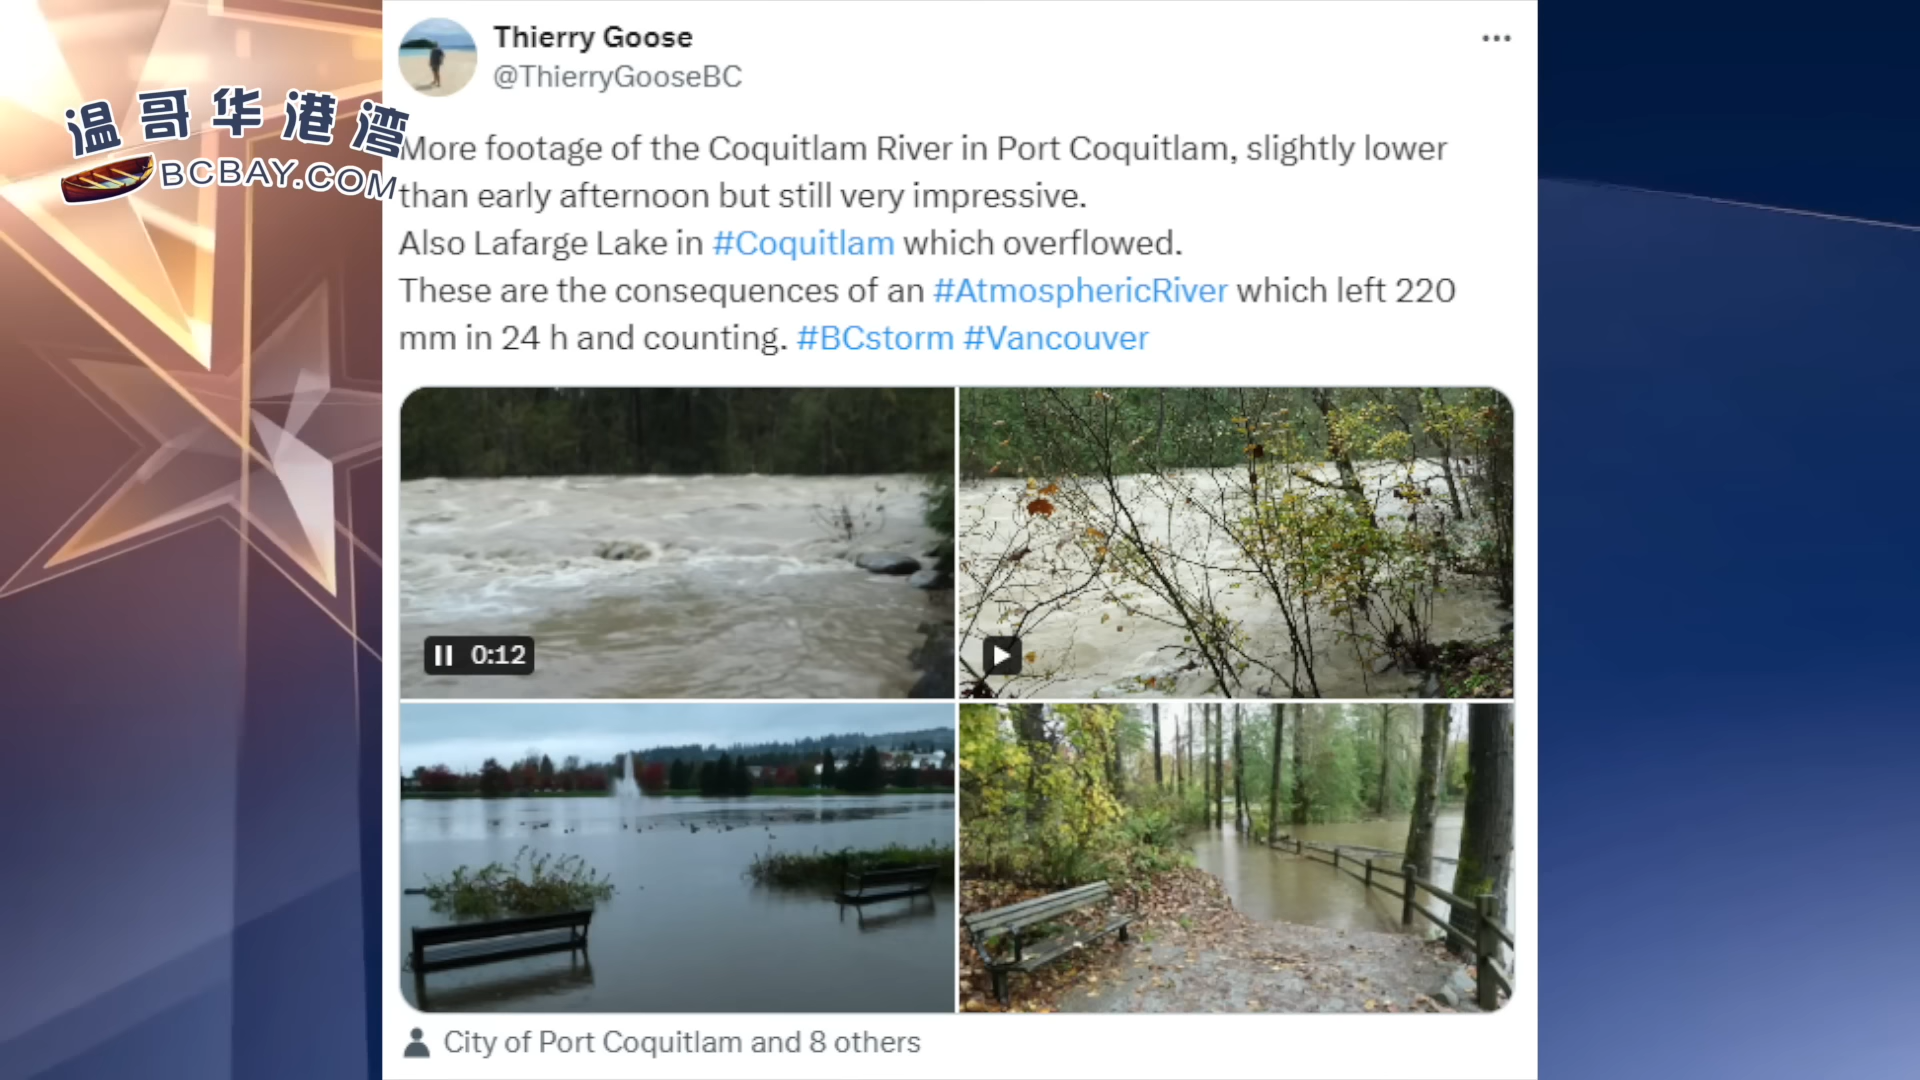 Thierry Goose
@ThierryGooseBC
温哥华港湾
BCBAY.COM
More footage of the Coquitlam River in Port Coquitlam, slightly lower
than early afternoon but still very impressive.
Also Lafarge Lake in #Coquitlam which overflowed.
These are the consequences of an #AtmosphericRiver which left 220
mm in 24 h and counting. #BCstorm #Vancouver
0:12
City of Port Coquitlam and 8 others